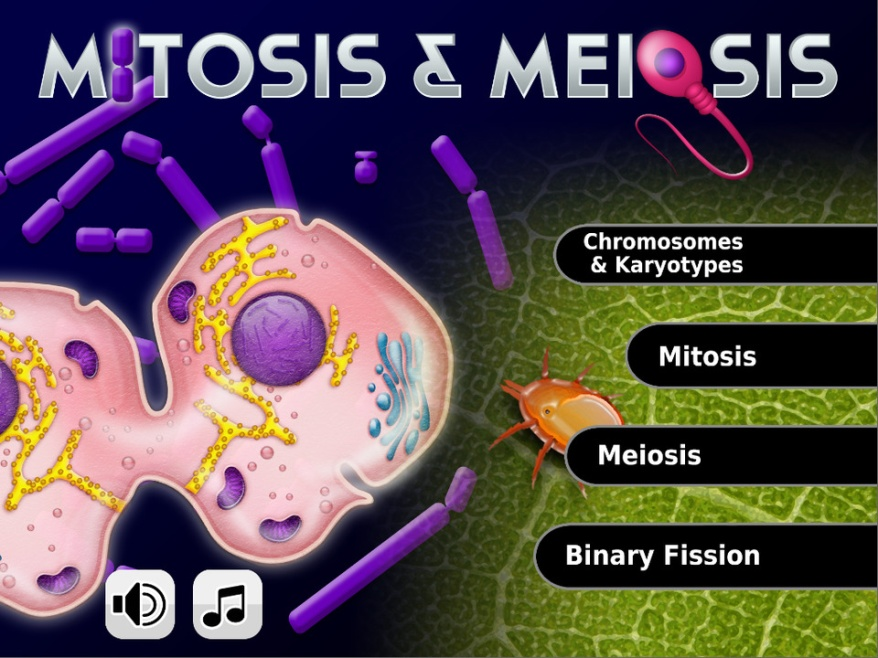 MITOSIS & MEIOSIS
Chromosomes
& Karyotypes
Mitosis
Meiosis
Binary Fission